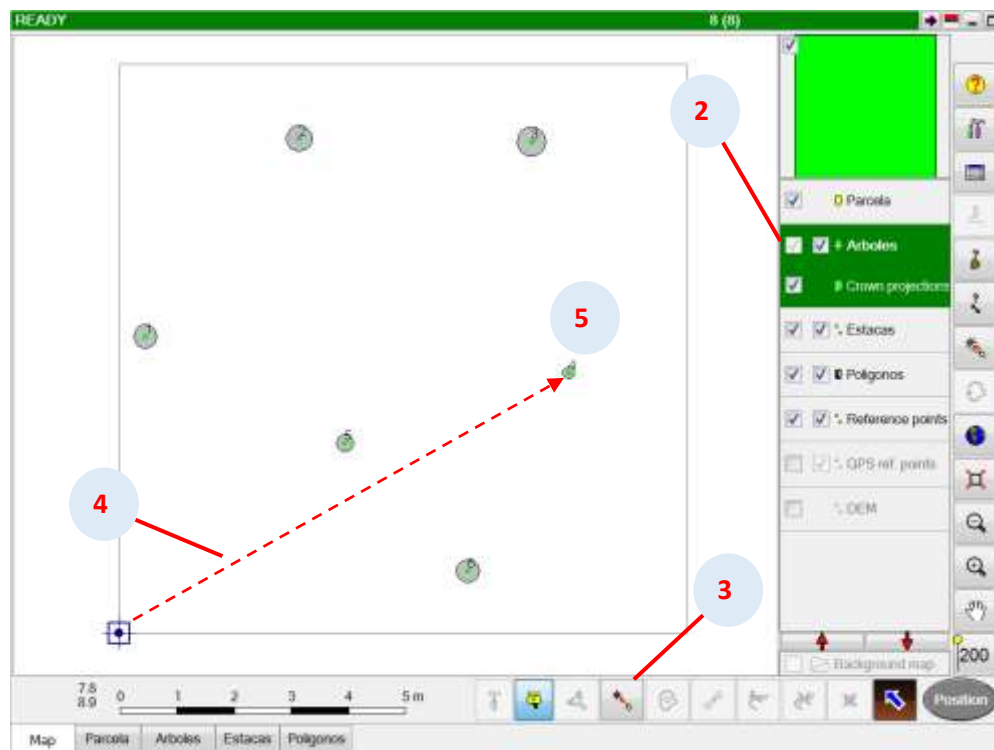 READY 8 (8)
2
Parcela
Arboles
Crown projections
5
Estacas
Poligonos
Reference points
4
GPS ref. points
DEM
3
Background map
200
7.8
8.9
0 1 2 3 4 5 m
Position
Map Parcela Arboles Estacas Poligonos